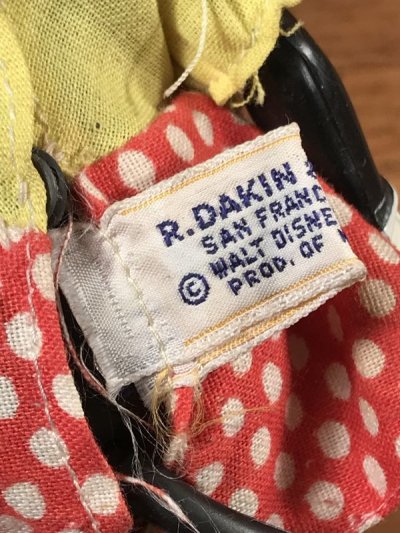 R. DAKIN
SAN FRANC
© WALT DISNE
PROD. OF